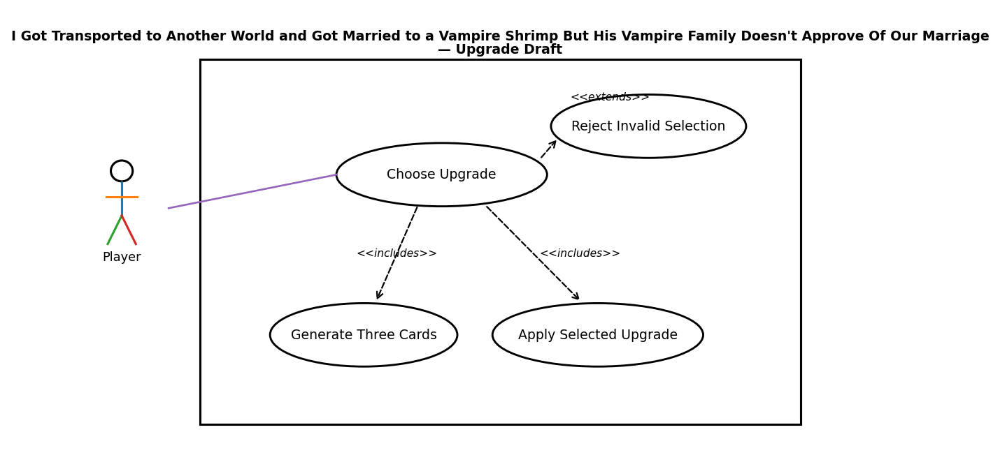 I Got Transported to Another World and Got Married to a Vampire Shrimp But His Vampire Family Doesn't Approve Of Our Marriage
— Upgrade Draft
<<extends>>
Reject Invalid Selection
Choose Upgrade
Player
<<includes>>
<<includes>>
Generate Three Cards
Apply Selected Upgrade